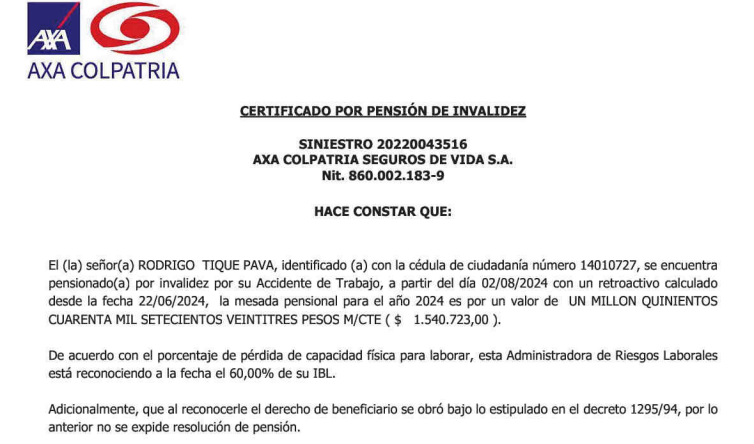 AXA
AXA COLPATRIA
CERTIFICADO POR PENSIÓN DE INVALIDEZ
SINIESTRO 20220043516
AXA COLPATRIA SEGUROS DE VIDA S.A.
Nit. 860.002.183-9
HACE CONSTAR QUE:
El (la) señor(a) RODRIGO TIQUE PAVA, identificado (a) con la cédula de ciudadanía número 14010727, se encuentra
pensionado(a) por invalidez por su Accidente de Trabajo, a partir del día 02/08/2024 con un retroactivo calculado
desde la fecha 22/06/2024, la mesada pensional para el año 2024 es por un valor de UN MILLON QUINIENTOS
CUARENTA MIL SETECIENTOS VEINTITRES PESOS M/CTE ( $ 1.540.723,00 ).
De acuerdo con el porcentaje de pérdida de capacidad física para laborar, esta Administradora de Riesgos Laborales
está reconociendo a la fecha el 60,00% de su IBL.
Adicionalmente, que al reconocerle el derecho de beneficiario se obró bajo lo estipulado en el decreto 1295/94, por lo
anterior no se expide resolución de pensión.